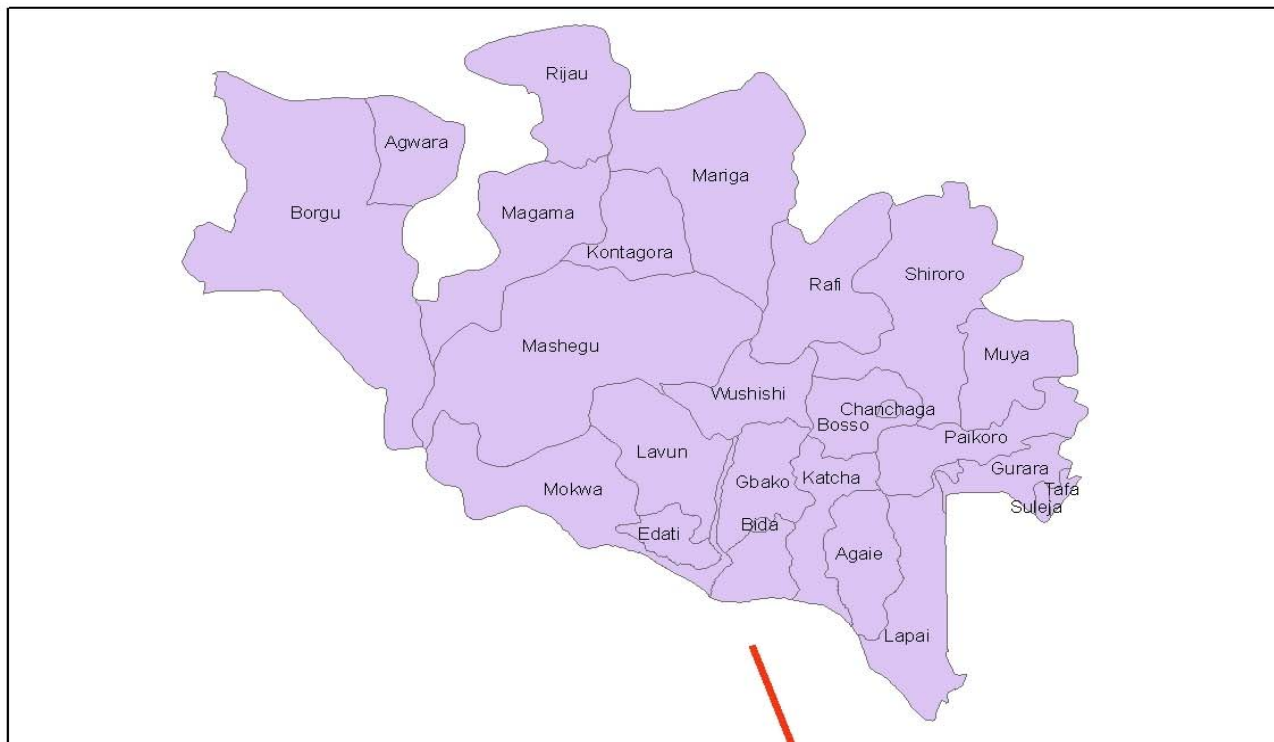 Rijau
Agwara
Mariga
Borgu
Magama
Kontagora
Rafi
Shiroro
Mashegu
Muya
Wushishi
Chanchaga
Bosso
Paikoro
Lavun
Gurara
Katcha
Gbako
Mokwa
Tafa
Suleja
Bida
Edati
Agaie
Lapai